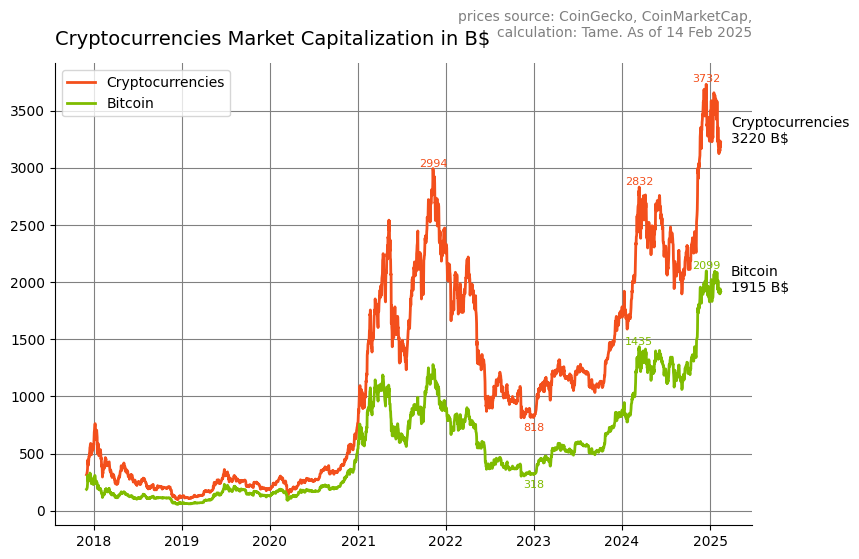 prices source: CoinGecko, CoinMarketCap,
calculation: Tame. As of 14 Feb 2025
Cryptocurrencies Market Capitalization in B$
Cryptocurrencies
Bitcoin
3500
3000
2500
2000
1500
1000
500
0
2994
2832
3732
2099
1435
818
318
Cryptocurrencies
3220 B$
Bitcoin
1915 B$
2018 2019 2020 2021 2022 2023 2024 2025